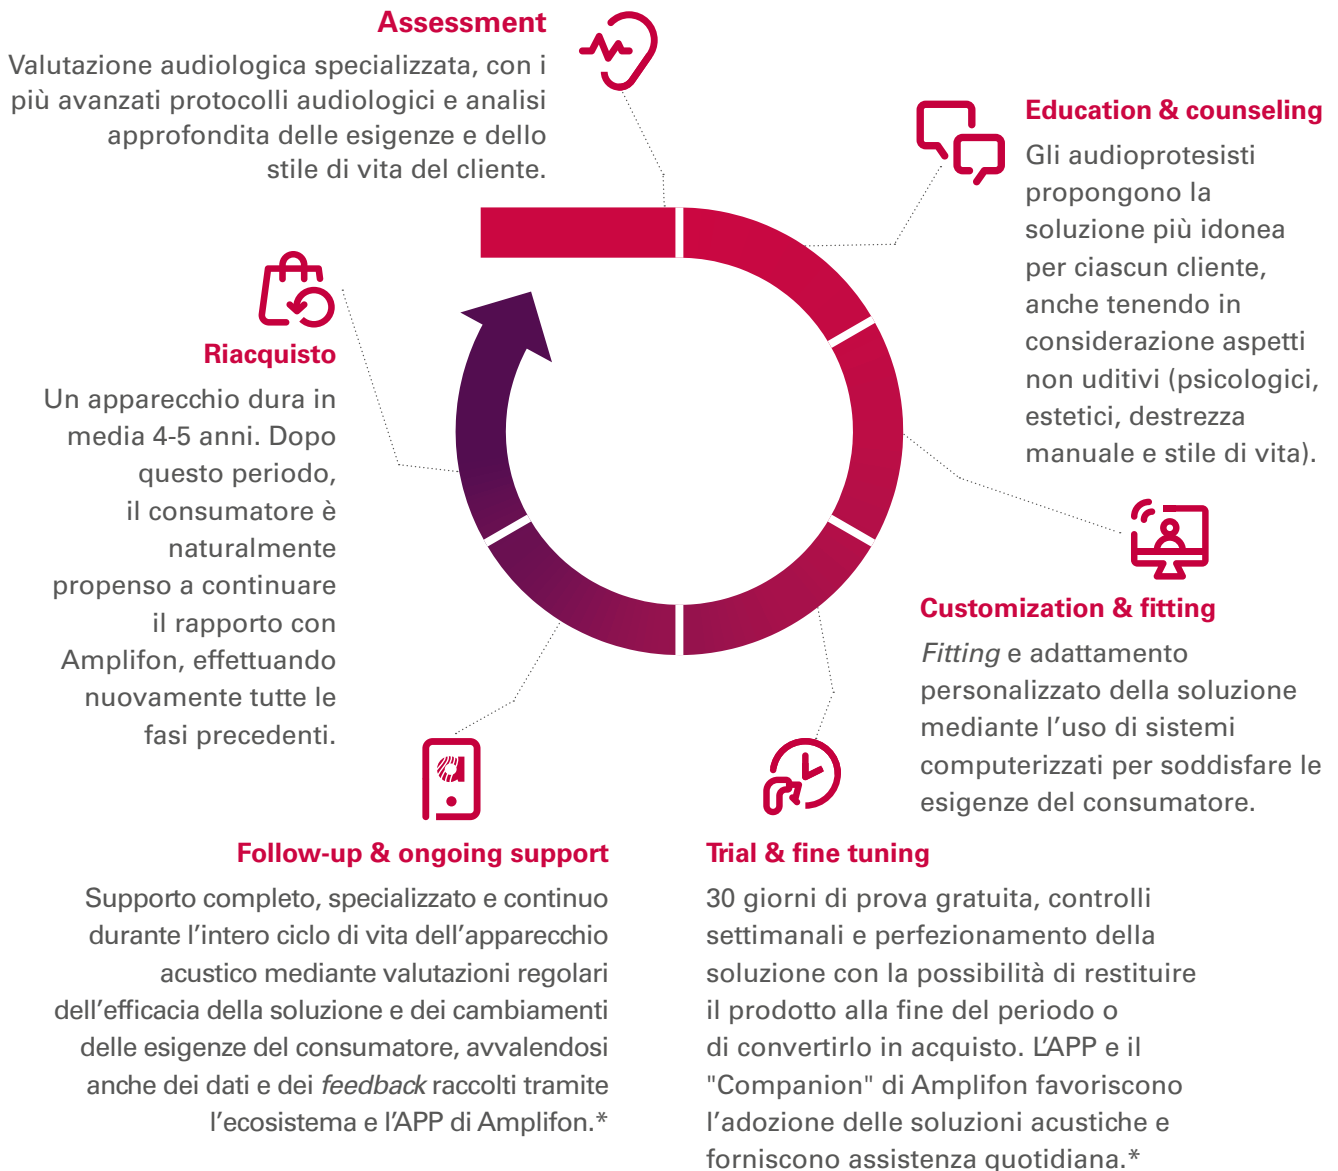 Assessment
Valutazione audiologica specializzata, con i
più avanzati protocolli audiologici e analisi
approfondita delle esigenze e dello
stile di vita del cliente.
Education & counseling
Gli audioprotesisti
propongono la
soluzione più idonea
per ciascun cliente,
anche tenendo in
considerazione aspetti
non uditivi (psicologici,
estetici, destrezza
manuale e stile di vita).
Customization & fitting
Fitting e adattamento
personalizzato della soluzione
mediante l’uso di sistemi
computerizzati per soddisfare le
esigenze del consumatore.
Trial & fine tuning
30 giorni di prova gratuita, controlli
settimanali e perfezionamento della
soluzione con la possibilità di restituire
il prodotto alla fine del periodo o
di convertirlo in acquisto. L’APP e il
"Companion" di Amplifon favoriscono
l’adozione delle soluzioni acustiche e
forniscono assistenza quotidiana.*
Follow-up & ongoing support
Supporto completo, specializzato e continuo
durante l’intero ciclo di vita dell’apparecchio
acustico mediante valutazioni regolari
dell’efficacia della soluzione e dei cambiamenti
delle esigenze del consumatore, avvalendosi
anche dei dati e dei feedback raccolti tramite
l’ecosistema e l’APP di Amplifon.*
Riacquisto
Un apparecchio dura in
media 4-5 anni. Dopo
questo periodo,
il consumatore è
naturalmente
propenso a continuare
il rapporto con
Amplifon, effettuando
nuovamente tutte le
fasi precedenti.